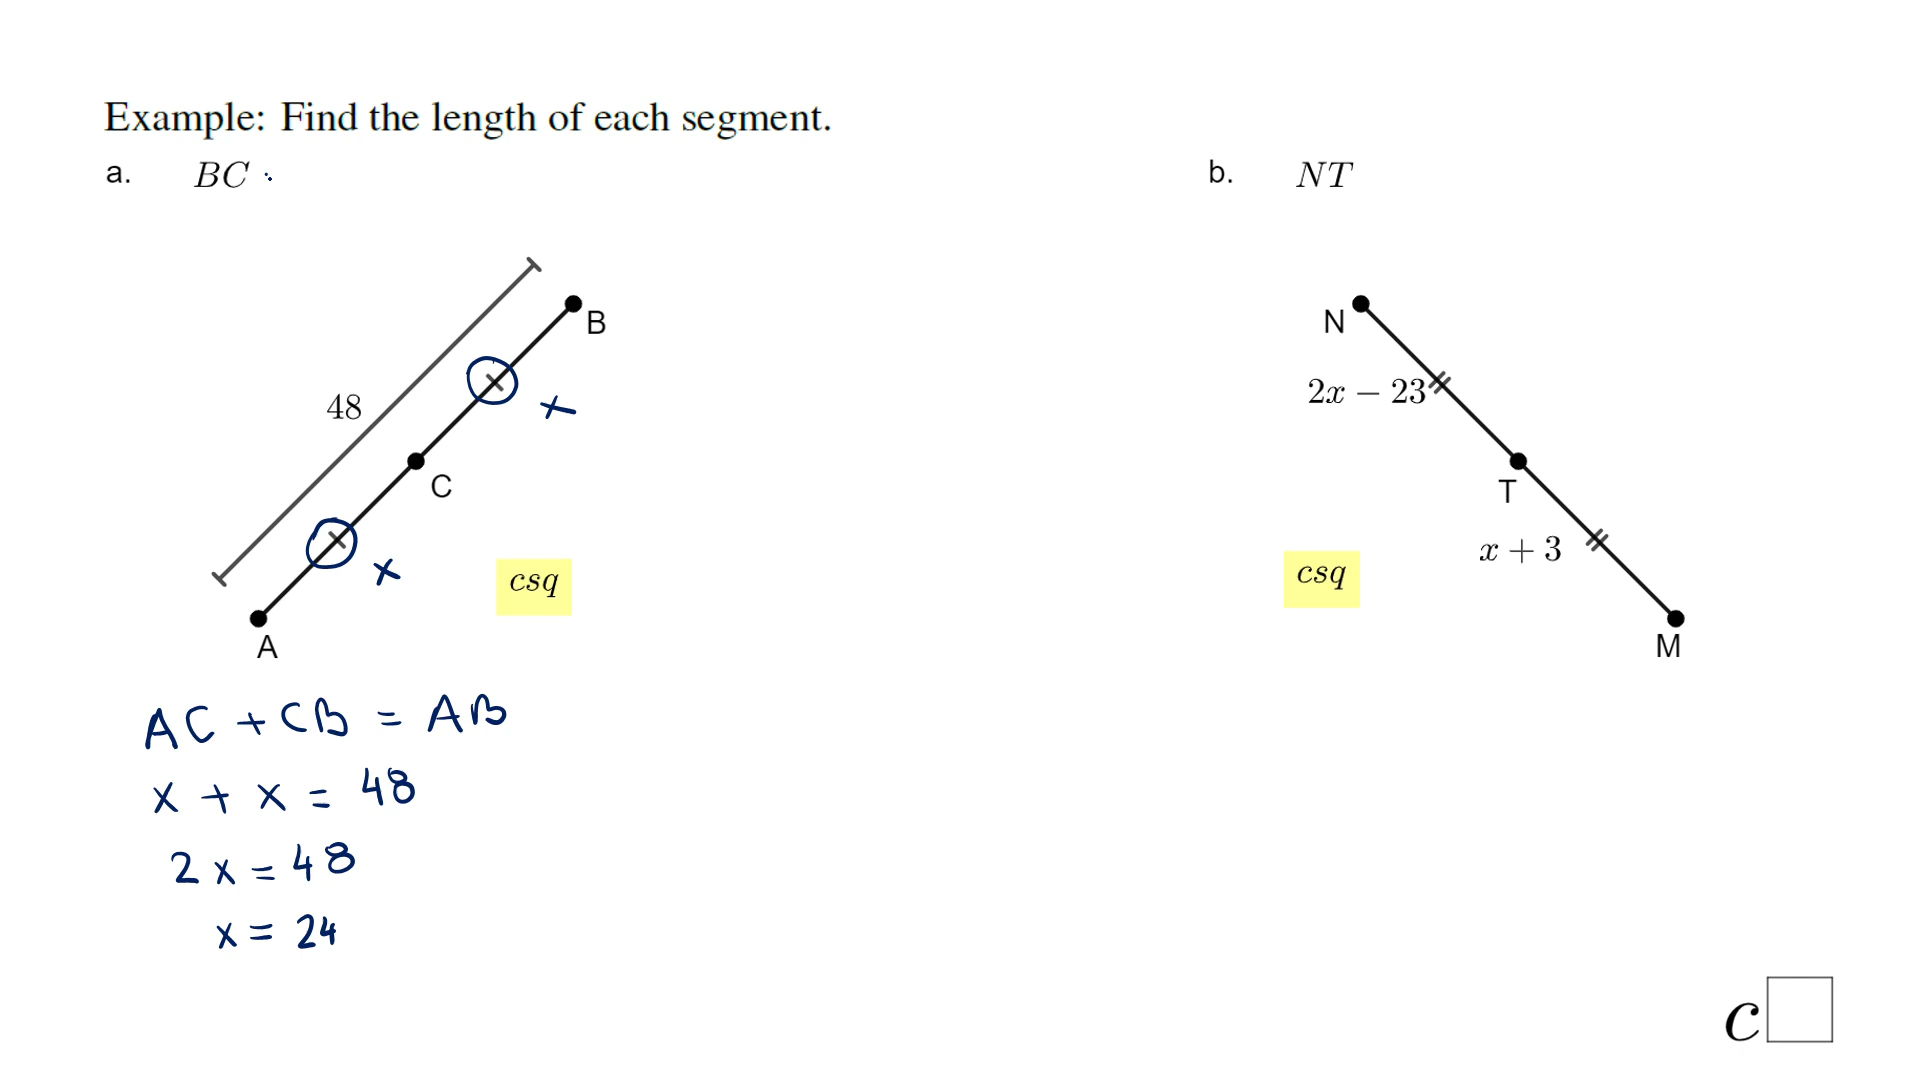 Example: Find the length of each segment.
a. BC
b. NT
B
48
x
C
x
csq
A
N
2x − 23
T
x + 3
csq
M
AC + CB = AB
x + x = 48
2x = 48
x = 24
c